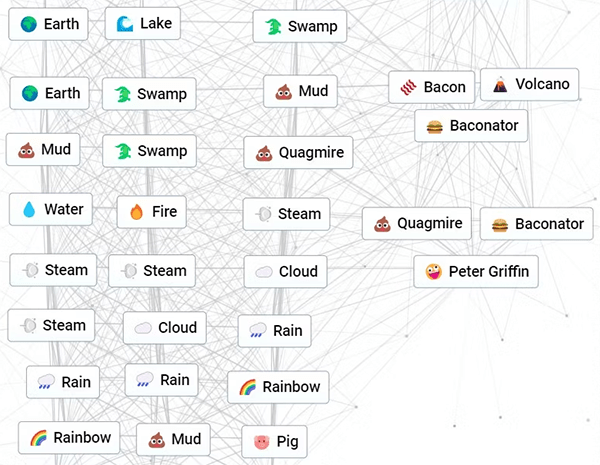 Earth Lake Swamp
Earth Swamp Mud Bacon Volcano
Baconator
Mud Swamp Quagmire
Water Fire Steam Quagmire Baconator
Steam Steam Cloud Peter Griffin
Steam Cloud Rain
Rain Rain Rainbow
Rainbow Mud Pig